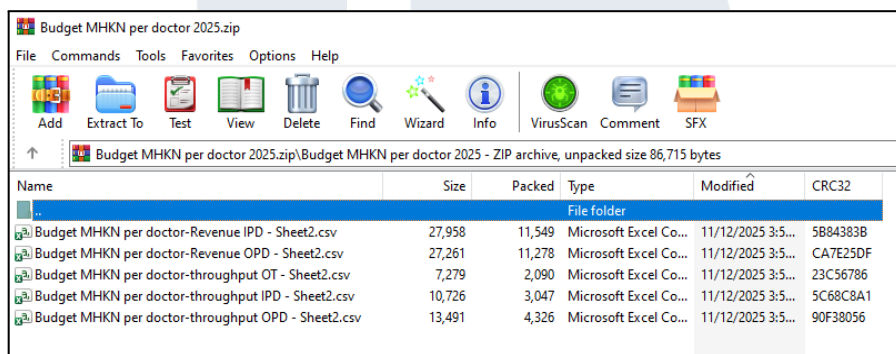 Budget MHKN per doctor 2025.zip
File Commands Tools Favorites Options Help
Add Extract To Test View Delete Find Wizard Info VirusScan Comment SFX
Budget MHKN per doctor 2025.zip\Budget MHKN per doctor 2025 - ZIP archive, unpacked size 86,715 bytes
Name Size Packed Type Modified CRC32
.. File folder
Budget MHKN per doctor-Revenue IPD - Sheet2.csv 27,958 11,549 Microsoft Excel Co... 11/12/2025 3:5... 5B84383B
Budget MHKN per doctor-Revenue OPD - Sheet2.csv 27,261 11,278 Microsoft Excel Co... 11/12/2025 3:5... CA7E25DF
Budget MHKN per doctor-throughput OT - Sheet2.csv 7,279 2,090 Microsoft Excel Co... 11/12/2025 3:5... 23C56786
Budget MHKN per doctor-throughput IPD - Sheet2.csv 10,726 3,047 Microsoft Excel Co... 11/12/2025 3:5... 5C68C8A1
Budget MHKN per doctor-throughput OPD - Sheet2.csv 13,491 4,326 Microsoft Excel Co... 11/12/2025 3:5... 90F38056